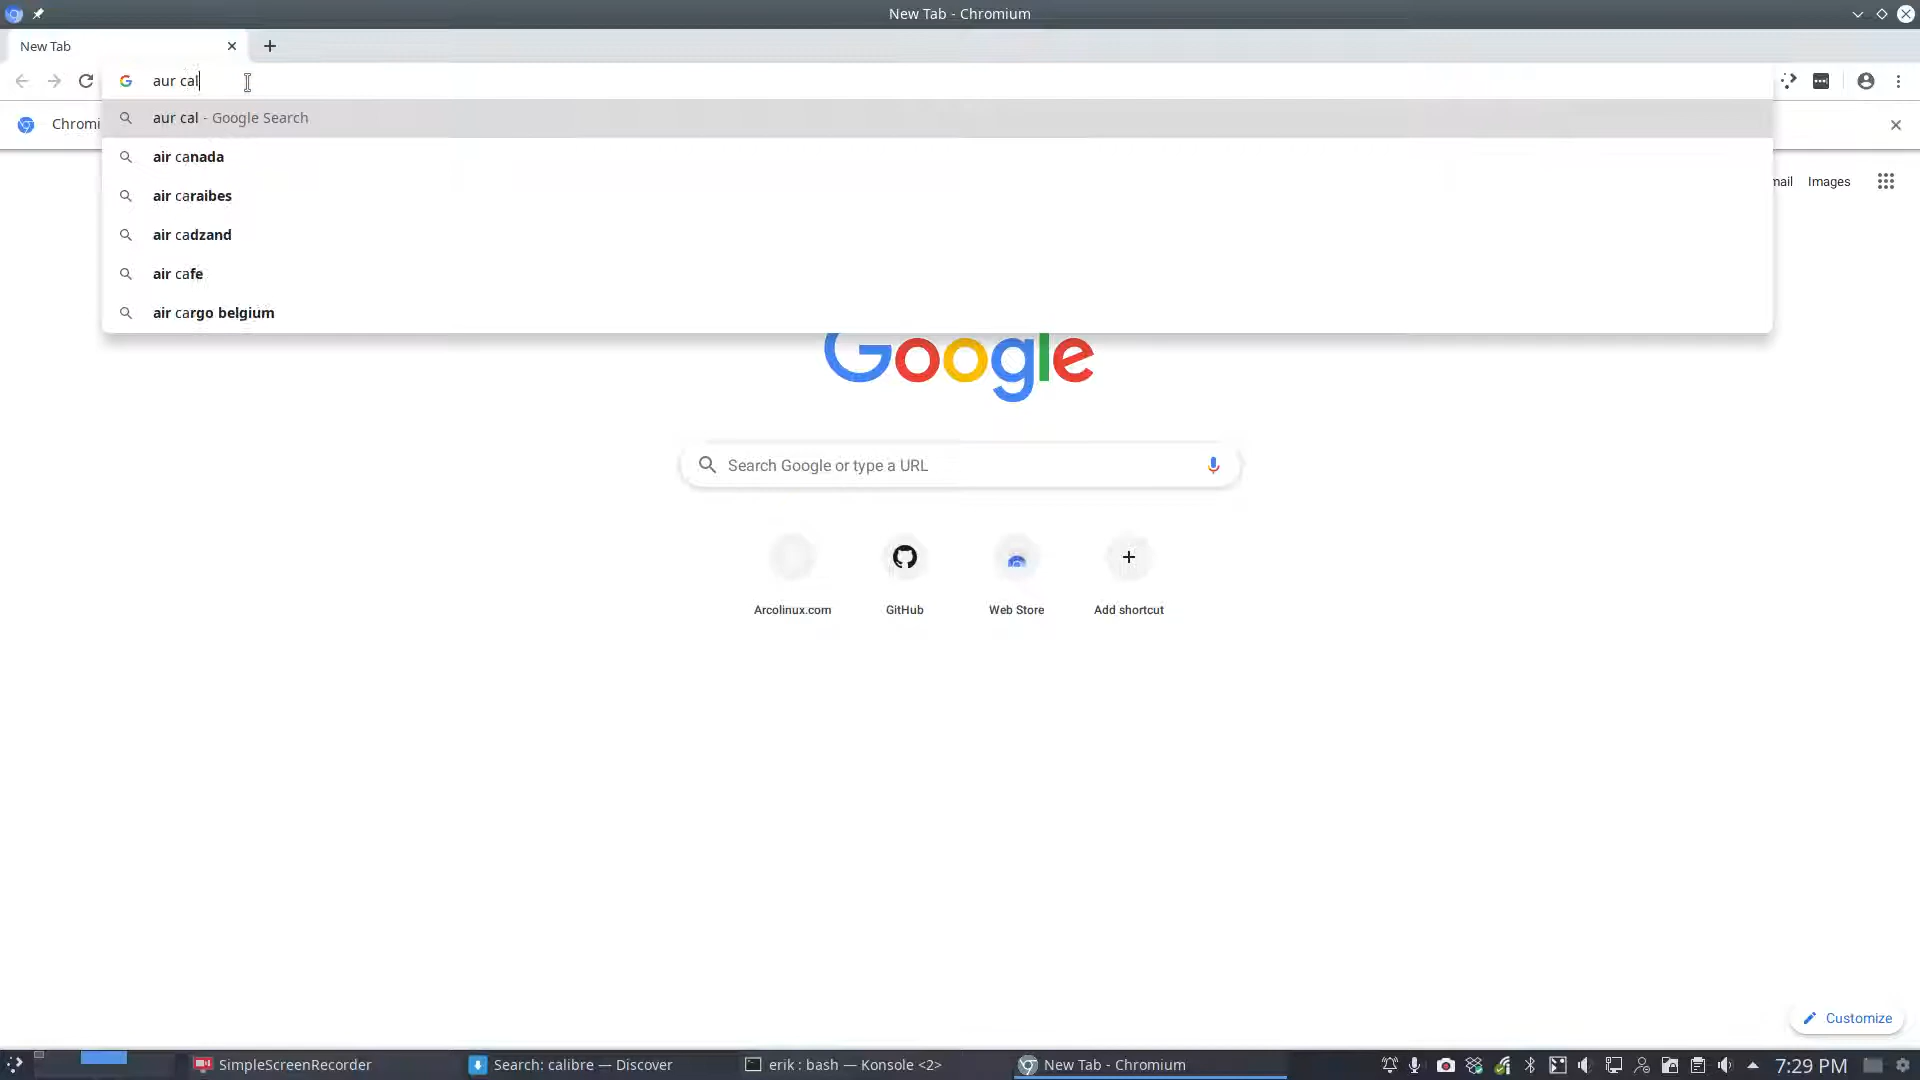 New Tab - Chromium
New Tab
aur cal
aur cal - Google Search
Chromi
air canada
air caraibes
mail
Images
air cadzand
air cafe
air cargo belgium
Google
Search Google or type a URL
Arcolinux.com
GitHub
Web Store
Add shortcut
Customize
SimpleScreenRecorder
Search: calibre — Discover
erik : bash — Konsole <2>
New Tab - Chromium
7:29 PM